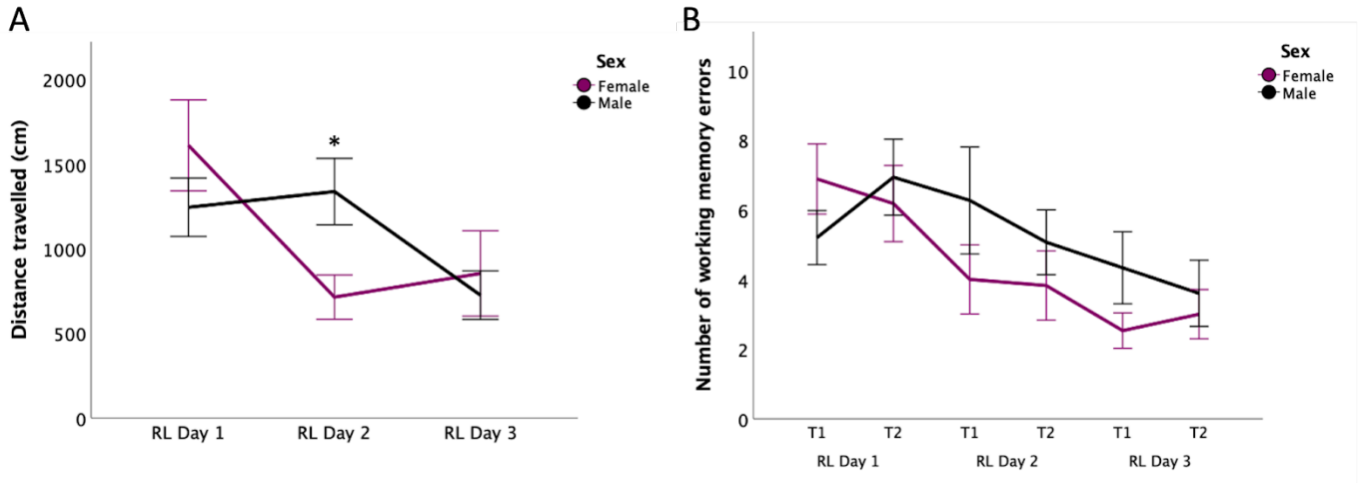 A
Distance travelled (cm)
2000
1500
1000
500
0
*
RL Day 1 RL Day 2 RL Day 3
Sex
Female
Male
B
Number of working memory errors
10
8
6
4
2
0
T1 T2 T1 T2 T1 T2
RL Day 1 RL Day 2 RL Day 3
Sex
Female
Male